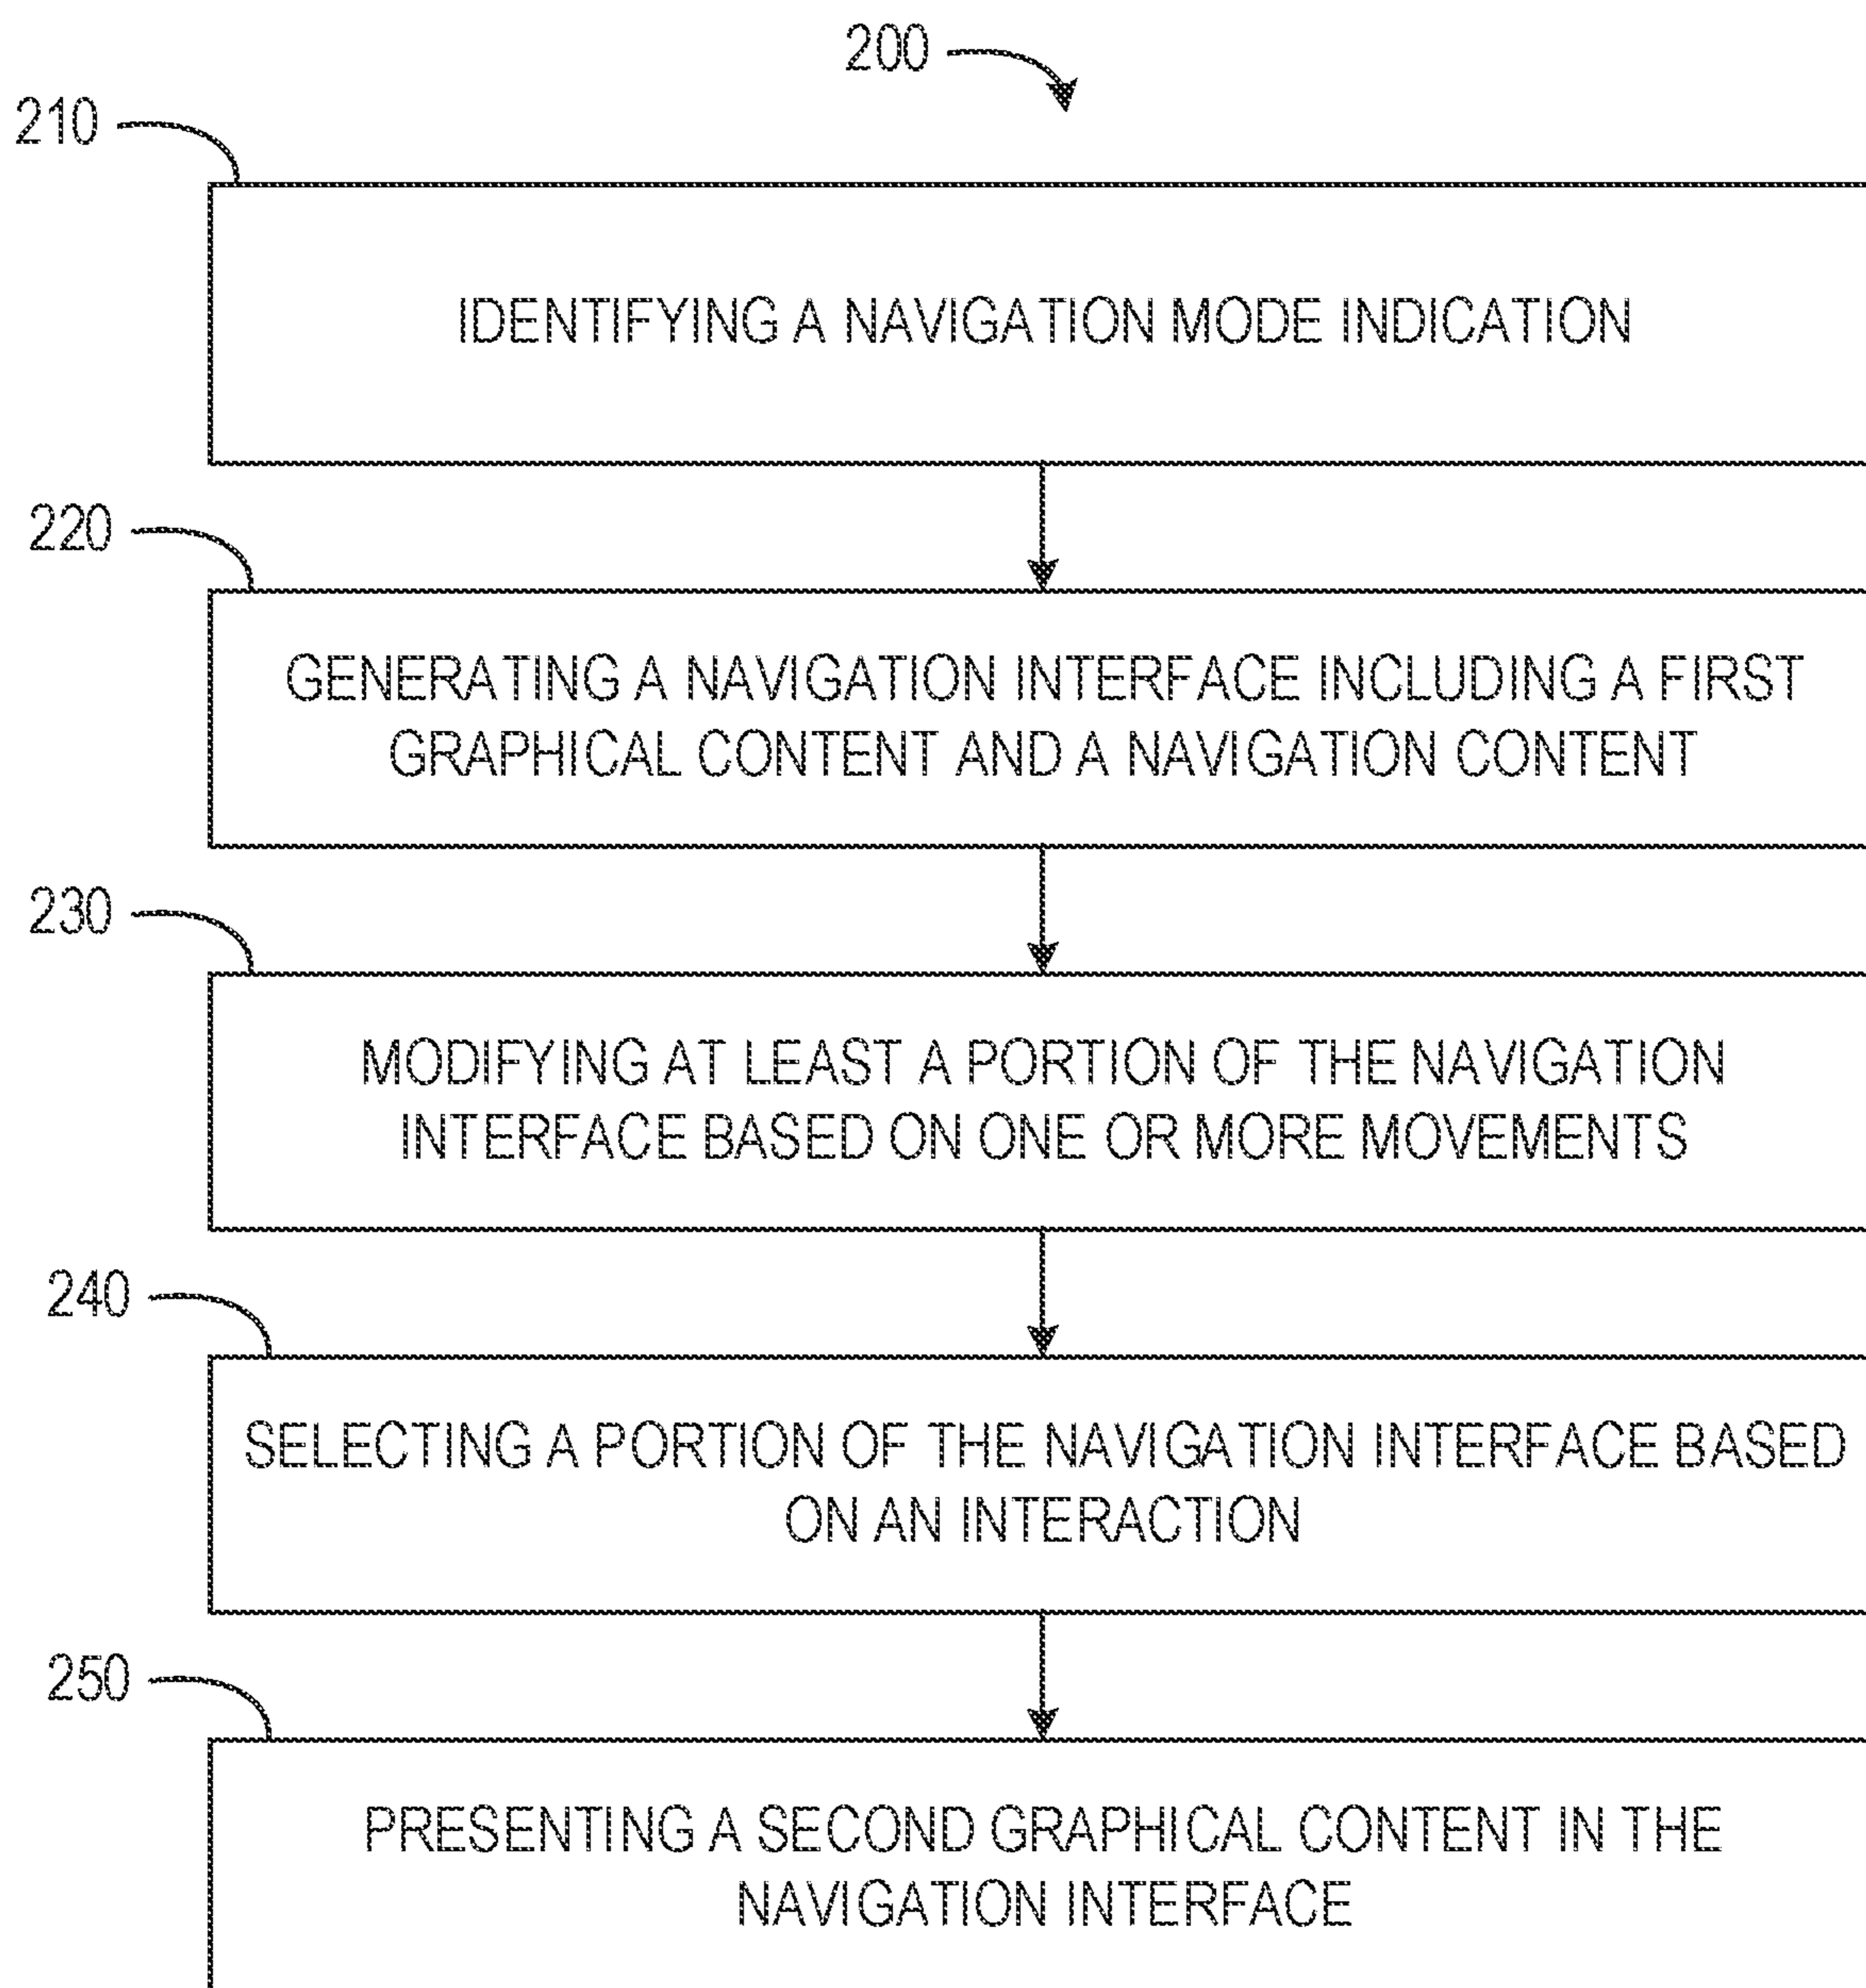 200
210
IDENTIFYING A NAVIGATION MODE INDICATION
220
GENERATING A NAVIGATION INTERFACE INCLUDING A FIRST
GRAPHICAL CONTENT AND A NAVIGATION CONTENT
230
MODIFYING AT LEAST A PORTION OF THE NAVIGATION
INTERFACE BASED ON ONE OR MORE MOVEMENTS
240
SELECTING A PORTION OF THE NAVIGATION INTERFACE BASED
ON AN INTERACTION
250
PRESENTING A SECOND GRAPHICAL CONTENT IN THE
NAVIGATION INTERFACE